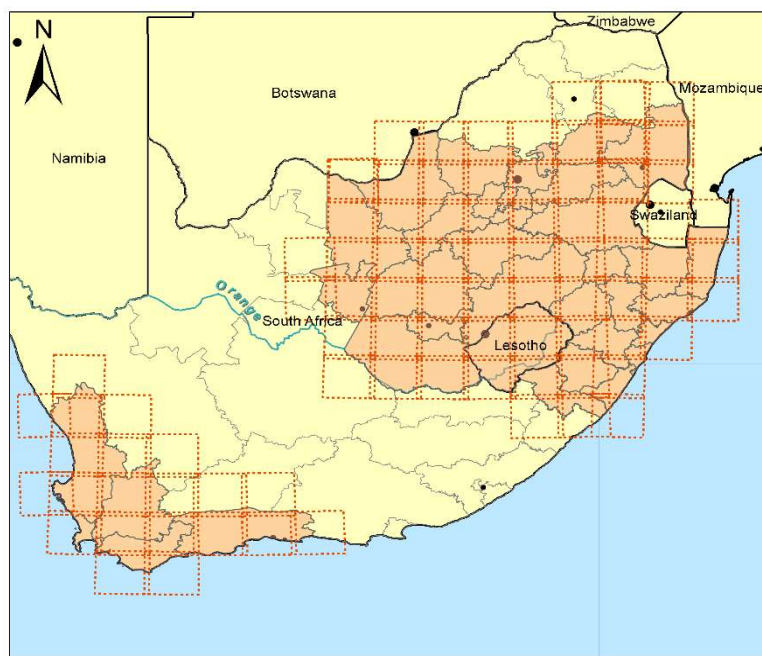 Zimbabwe
N
Mozambique
Botswana
Namibia
Swaziland
Orange
South Africa
Lesotho